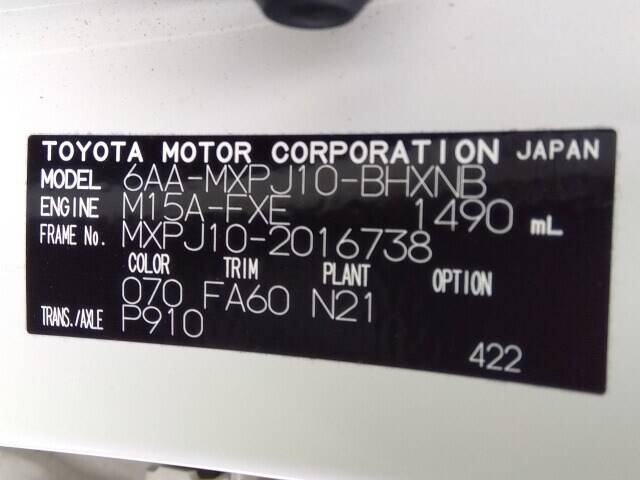 TOYOTA MOTOR CORPORATION JAPAN
MODEL 6AA-MXPJ10-BHXNB
ENGINE M15A-FXE 1490 mL
FRAME No. MXPJ10-2016738
COLOR TRIM PLANT OPTION
070 FA60 N21
TRANS./AXLE P910
422